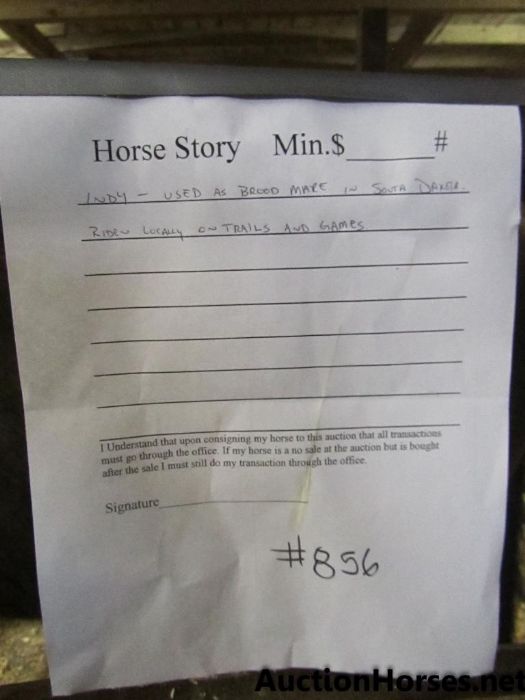 Horse Story Min.$______#
INDY - USED AS BROOD MARE IN SOUTH DAKOTA.
RIDEN LOCALLY ON TRAILS AND GAMES
I Understand that upon consigning my horse to this auction that all transactions
must go through the office. If my horse is a no sale at the auction but is bought
after the sale I must still do my transaction through the office.
Signature
#856
AuctionHorses.net